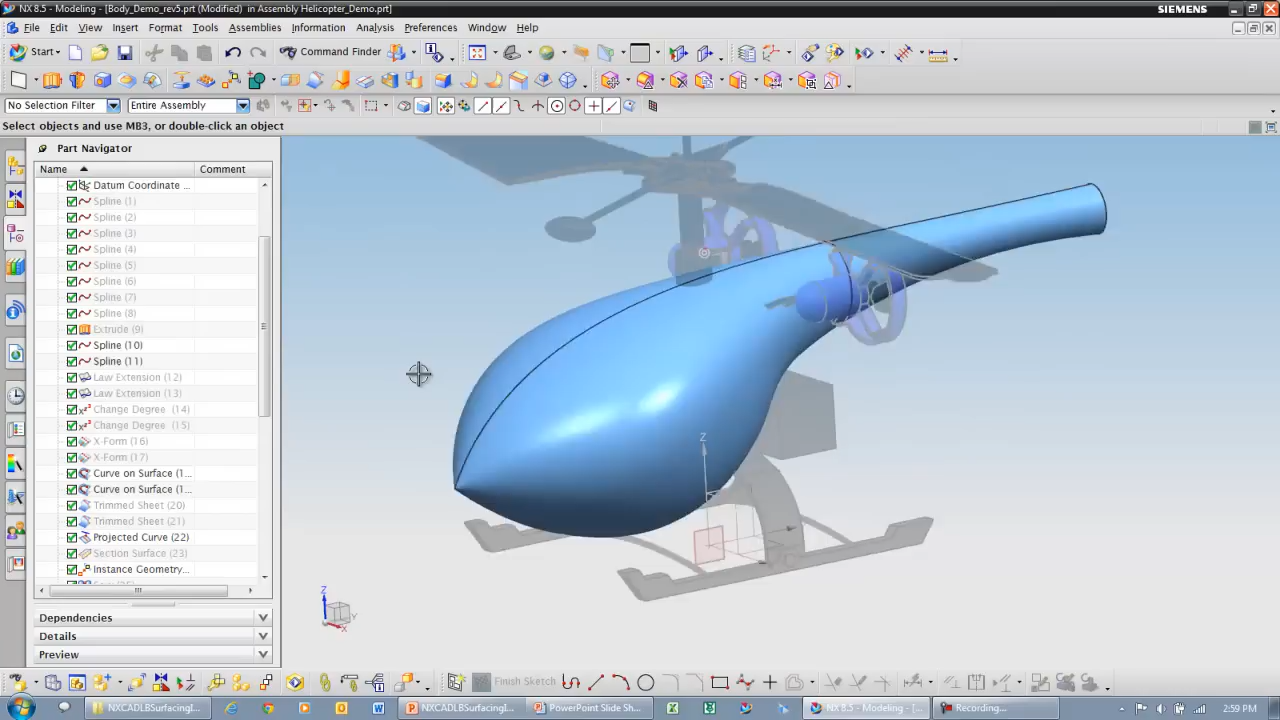 NX 8.5 - Modeling - [Body_Demo_rev5.prt (Modified)  in Assembly Helicopter_Demo.prt]
SIEMENS
File Edit View Insert Format Tools Assemblies Information Analysis Preferences Window Help
Start Command Finder
No Selection Filter Entire Assembly
Select objects and use MB3, or double-click an object
Part Navigator
Name Comment
Datum Coordinate ...
Spline (1)
Spline (2)
Spline (3)
Spline (4)
Spline (5)
Spline (6)
Spline (7)
Spline (8)
Extrude (9)
Spline (10)
Spline (11)
Law Extension (12)
Law Extension (13)
Change Degree (14)
Change Degree (15)
X-Form (16)
X-Form (17)
Curve on Surface (1...
Curve on Surface (1...
Trimmed Sheet (20)
Trimmed Sheet (21)
Projected Curve (22)
Section Surface (23)
Instance Geometry...
Dependencies
Details
Preview
Z
Z
Y
X
Finish Sketch
NXCADLBSurfacingI... NXCADLBSurfacingI... PowerPoint Slide Sh... NX 8.5 - Modeling - [... Recording... 2:59 PM